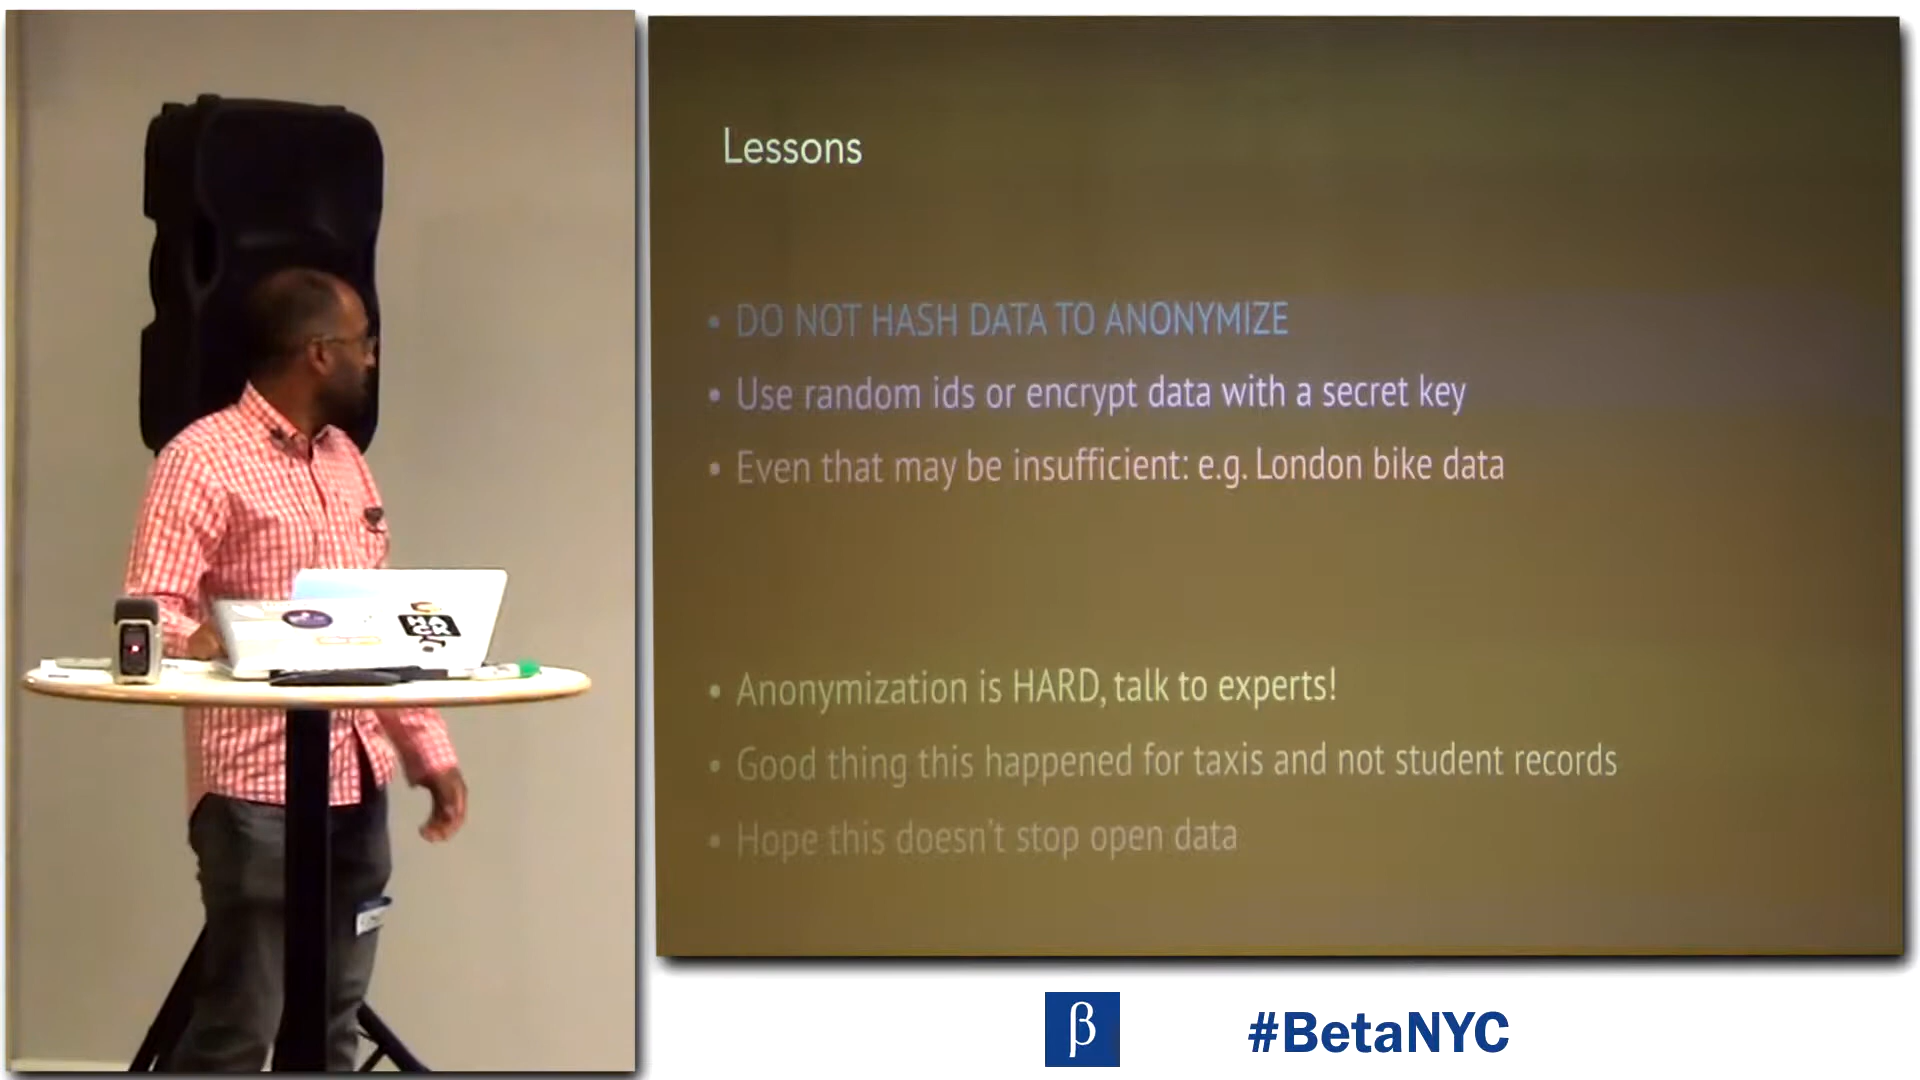 Lessons
• DO NOT HASH DATA TO ANONYMIZE
• Use random ids or encrypt data with a secret key
• Even that may be insufficient: e.g. London bike data
• Anonymization is HARD, talk to experts!
• Good thing this happened for taxis and not student records
• Hope this doesn't stop open data
HA
CK
β
#BetaNYC